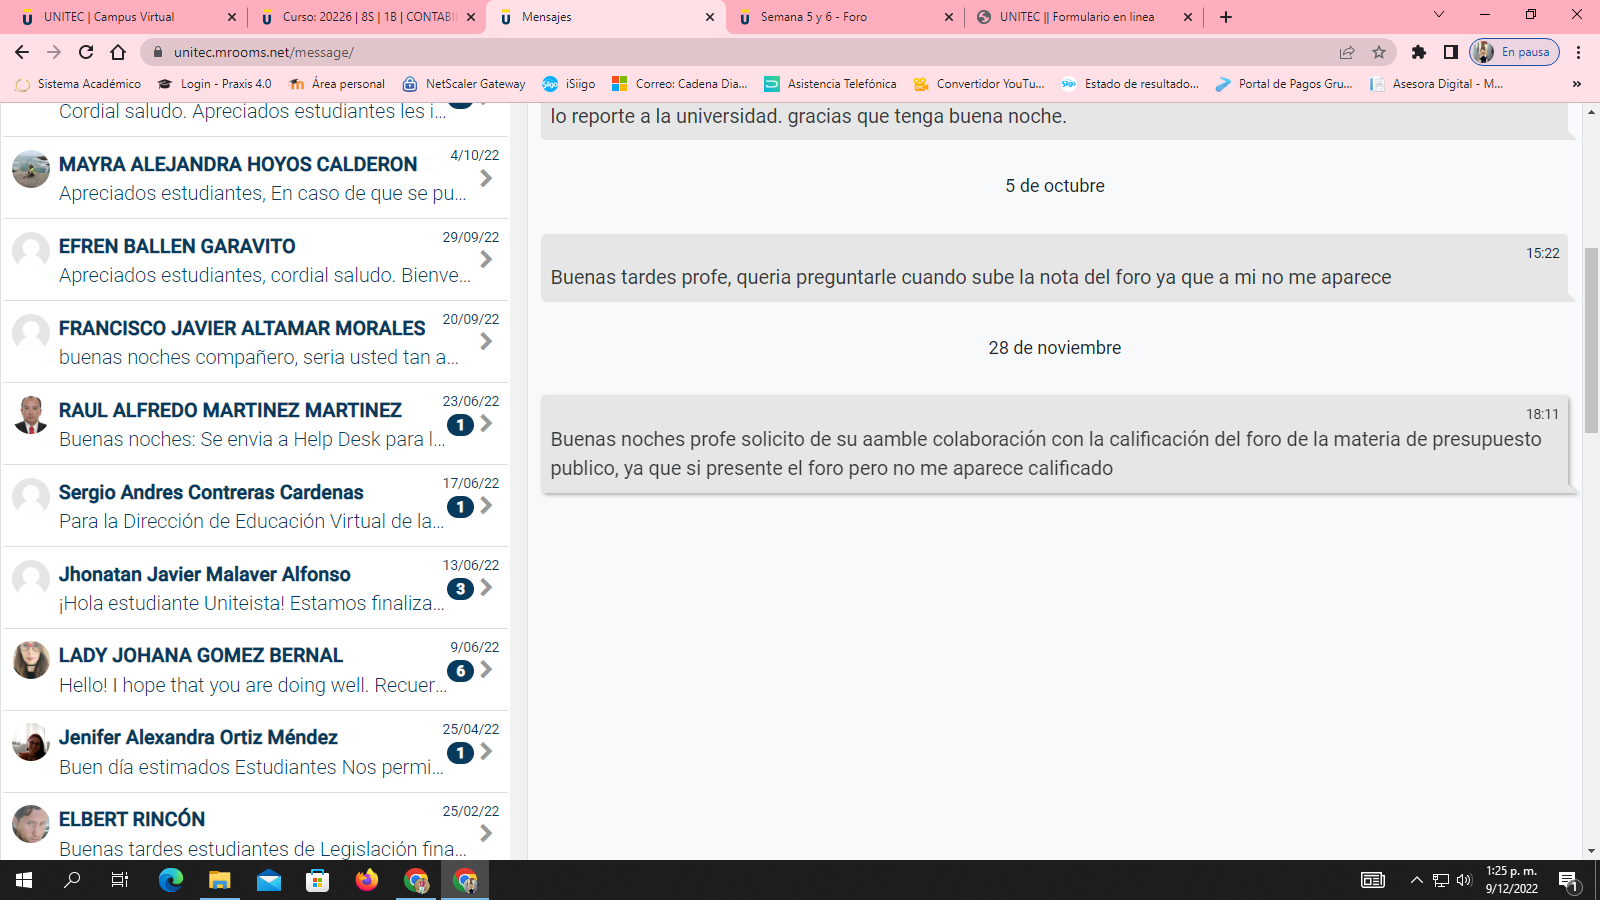 UNITEC | Campus Virtual
Curso: 20226 | 8S | 1B | CONTABIL
Mensajes
Semana 5 y 6 - Foro
UNITEC || Formulario en linea
unitec.mrooms.net/message/
En pausa
Sistema Académico
Login - Praxis 4.0
Área personal
NetScaler Gateway
iSiigo
Correo: Cadena Dia...
Asistencia Telefónica
Convertidor YouTu...
Siigo
Estado de resultado...
Portal de Pagos Gru...
Asesora Digital - M...
»
Cordial saludo. Apreciados estudiantes les i...
MAYRA ALEJANDRA HOYOS CALDERON
4/10/22
Apreciados estudiantes, En caso de que se pu...
EFREN BALLEN GARAVITO
29/09/22
Apreciados estudiantes, cordial saludo. Bienve...
FRANCISCO JAVIER ALTAMAR MORALES
20/09/22
buenas noches compañero, seria usted tan a...
RAUL ALFREDO MARTINEZ MARTINEZ
23/06/22
1
Buenas noches: Se envia a Help Desk para l...
Sergio Andres Contreras Cardenas
17/06/22
1
Para la Dirección de Educación Virtual de la...
Jhonatan Javier Malaver Alfonso
13/06/22
3
¡Hola estudiante Uniteista! Estamos finaliza...
LADY JOHANA GOMEZ BERNAL
9/06/22
6
Hello! I hope that you are doing well. Recuer...
Jenifer Alexandra Ortiz Méndez
25/04/22
1
Buen día estimados Estudiantes Nos permi...
ELBERT RINCÓN
25/02/22
Buenas tardes estudiantes de Legislación fina...
lo reporte a la universidad. gracias que tenga buena noche.
5 de octubre
15:22
Buenas tardes profe, queria preguntarle cuando sube la nota del foro ya que a mi no me aparece
28 de noviembre
18:11
Buenas noches profe solicito de su aamble colaboración con la calificación del foro de la materia de presupuesto
publico, ya que si presente el foro pero no me aparece calificado
1:25 p. m.
9/12/2022
1